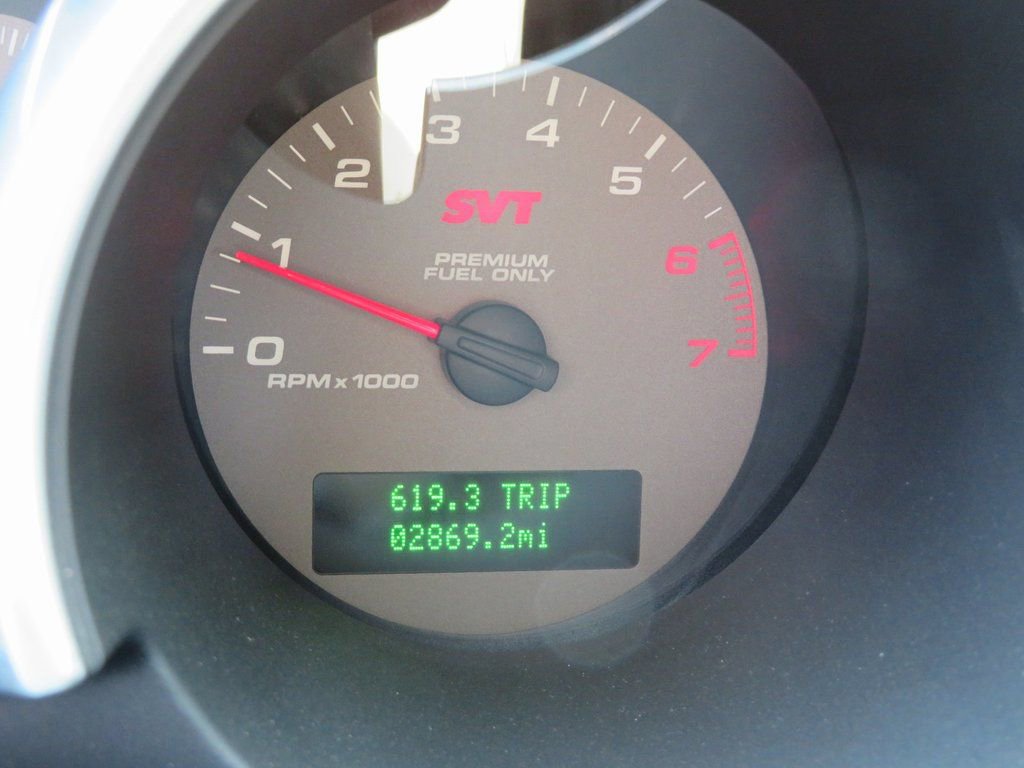 0
1
2
3
4
5
6
7
SVT
PREMIUM
FUEL ONLY
RPM x 1000
619.3 TRIP
02869.2mi